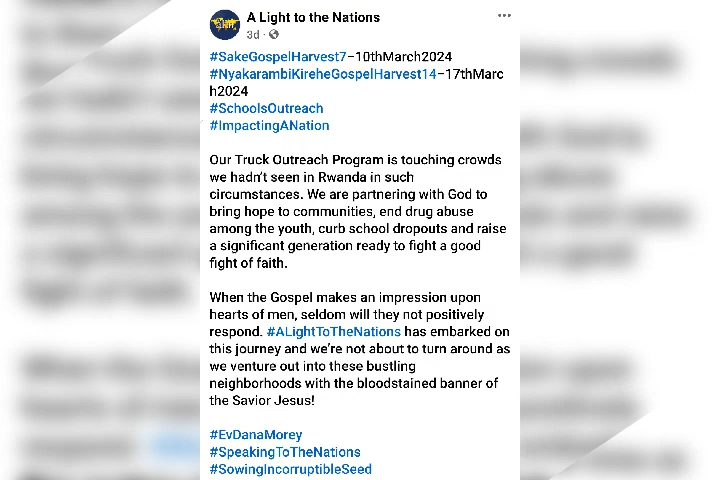 A Light to the Nations
3d ·
#SakeGospelHarvest7–10thMarch2024
#NyakarambiKireheGospelHarvest14–17thMarc
h2024
#SchoolsOutreach
#ImpactingANation
Our Truck Outreach Program is touching crowds
we hadn't seen in Rwanda in such
circumstances. We are partnering with God to
bring hope to communities, end drug abuse
among the youth, curb school dropouts and raise
a significant generation ready to fight a good
fight of faith.
When the Gospel makes an impression upon
hearts of men, seldom will they not positively
respond. #ALightToTheNations has embarked on
this journey and we're not about to turn around as
we venture out into these bustling
neighborhoods with the bloodstained banner of
the Savior Jesus!
#EvDanaMorey
#SpeakingToTheNations
#SowingIncorruptibleSeed